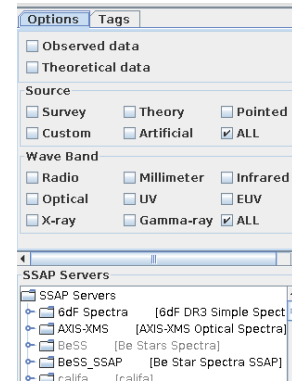 Options Tags
Observed data
Theoretical data
Source
Survey Theory Pointed
Custom Artificial ALL
Wave Band
Radio Millimeter Infrared
Optical UV EUV
X-ray Gamma-ray ALL
SSAP Servers
SSAP Servers
6dF Spectra [6dF DR3 Simple Spect
AXIS-XMS [AXIS-XMS Optical Spectra]
BeSS [Be Stars Spectra]
BeSS_SSAP [Be Star Spectra SSAP]
califa [califa]